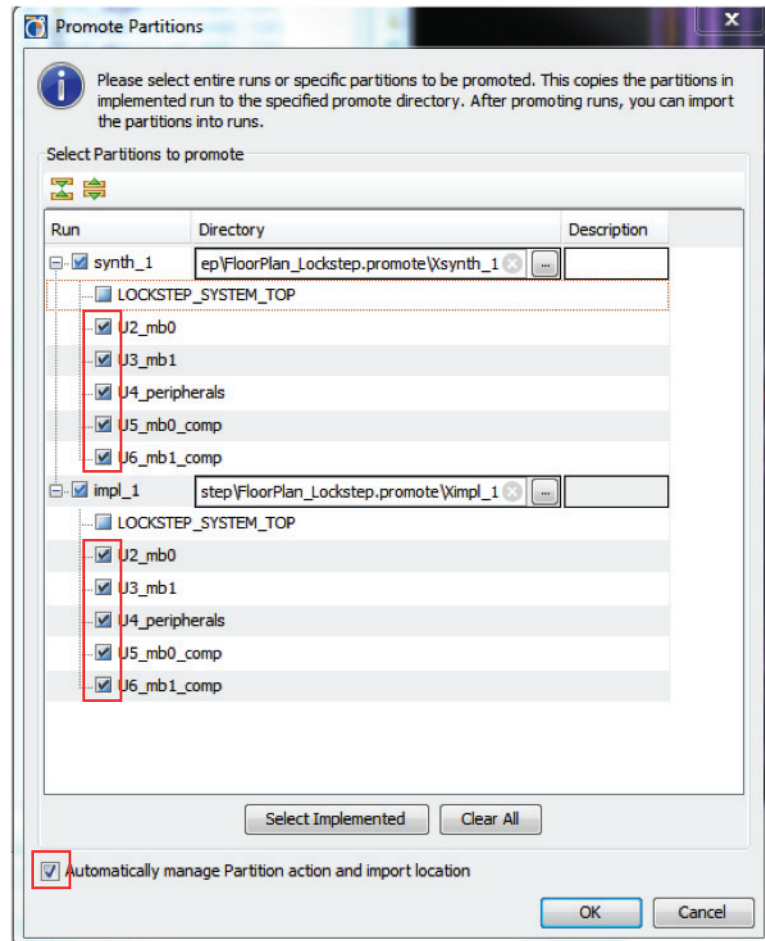 Promote Partitions
x
Please select entire runs or specific partitions to be promoted. This copies the partitions in
implemented run to the specified promote directory. After promoting runs, you can import
the partitions into runs.
Select Partitions to promote
Run Directory Description
synth_1 ep\FloorPlan_Lockstep.promote\Xsynth_1 ...
LOCKSTEP_SYSTEM_TOP
U2_mb0
U3_mb1
U4_peripherals
U5_mb0_comp
U6_mb1_comp
impl_1 step\FloorPlan_Lockstep.promote\Ximpl_1 ...
LOCKSTEP_SYSTEM_TOP
U2_mb0
U3_mb1
U4_peripherals
U5_mb0_comp
U6_mb1_comp
Select Implemented Clear All
Automatically manage Partition action and import location
OK Cancel